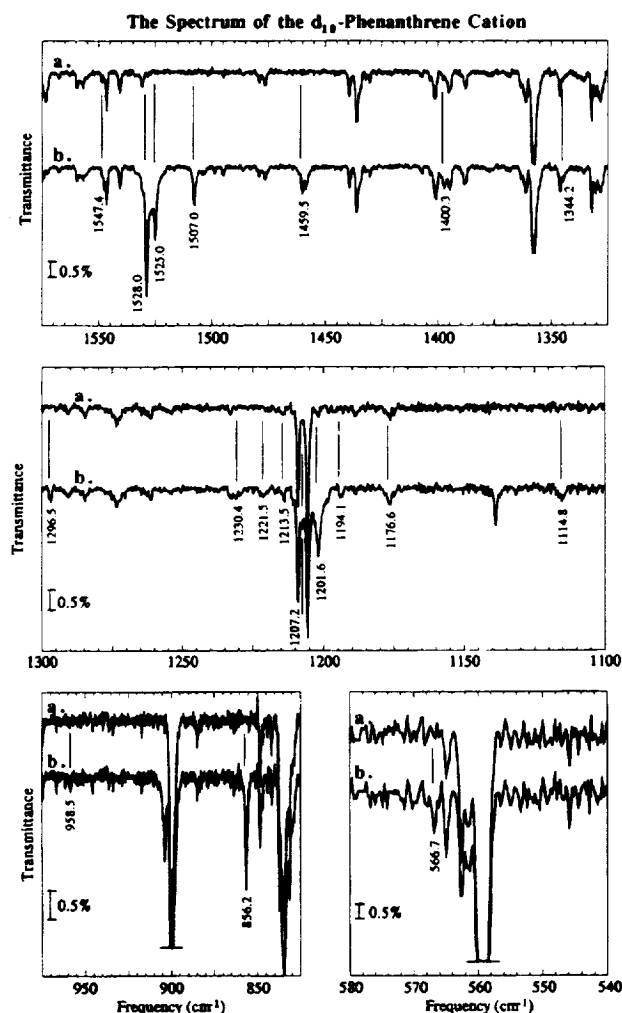 The Spectrum of the d₁₀-Phenanthrene Cation
a.
b.
Transmittance
1547.4
1528.0
1525.0
1507.0
1459.5
1400.3
1344.2
0.5%
1550 1500 1450 1400 1350
a.
b.
Transmittance
1296.5
1230.4
1221.5
1213.5
1207.2
1201.6
1194.1
1176.6
1114.8
0.5%
1300 1250 1200 1150 1100
a.
b.
Transmittance
958.5
856.2
0.5%
950 900 850
Frequency (cm⁻¹)
a.
b.
566.7
0.5%
580 570 560 550 540
Frequency (cm⁻¹)